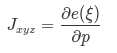 J_{xyz} = \frac{\partial e(\xi)}{\partial p}